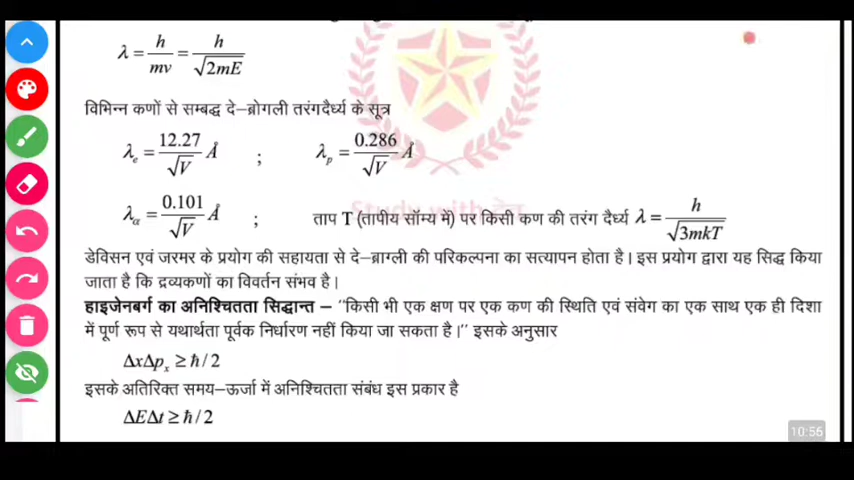 λ = h/mv = h/√2mE
विभिन्न कणों से सम्बद्ध दे–ब्रोगली तरंगदैर्ध्य के सूत्र
λe = 12.27/√V Å ; λp = 0.286/√V Å
λα = 0.101/√V Å ; ताप T (तापीय सॉम्य में) पर किसी कण की तरंग दैर्ध्य λ = h/√3mkT
Study with
डेविसन एवं जरमर के प्रयोग की सहायता से दे–ब्राग्ली की परिकल्पना का सत्यापन होता है। इस प्रयोग द्वारा यह सिद्ध किया
जाता है कि द्रव्यकणों का विवर्तन संभव है।
हाइजेनबर्ग का अनिश्चितता सिद्धान्त – "किसी भी एक क्षण पर एक कण की स्थिति एवं संवेग का एक साथ एक ही दिशा
में पूर्ण रूप से यथार्थता पूर्वक निर्धारण नहीं किया जा सकता है।" इसके अनुसार
ΔxΔpx ≥ ħ/2
इसके अतिरिक्त समय–ऊर्जा में अनिश्चितता संबंध इस प्रकार है
ΔEΔt ≥ ħ/2
10:56